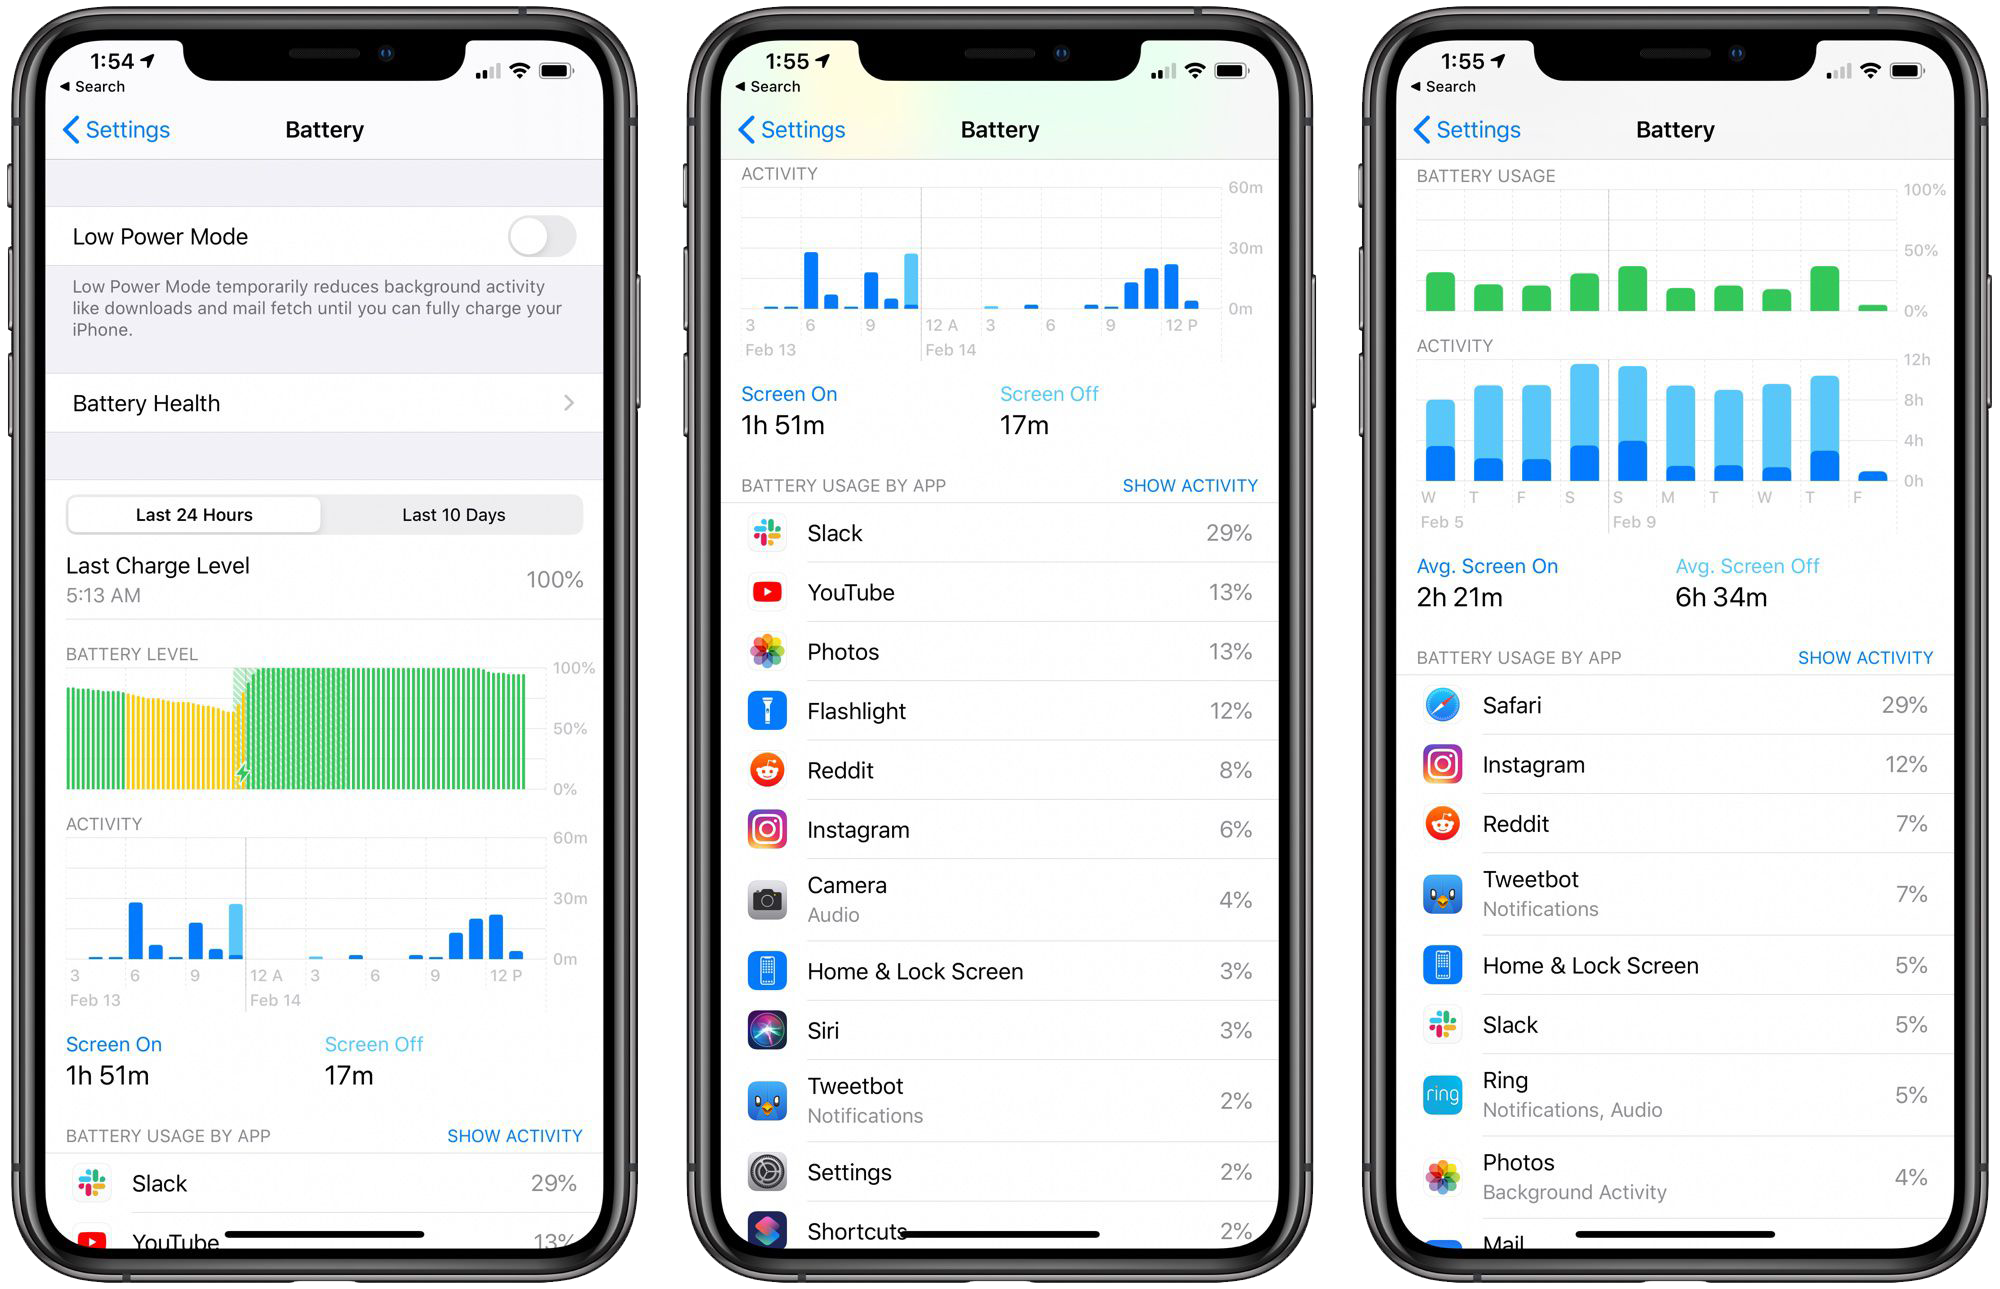 1:54
Search
Settings
Battery
Low Power Mode
Low Power Mode temporarily reduces background activity
like downloads and mail fetch until you can fully charge your
iPhone.
Battery Health
Last 24 Hours
Last 10 Days
Last Charge Level
5:13 AM
100%
BATTERY LEVEL
100%
50%
0%
ACTIVITY
60m
30m
0m
3 6 9 12 A 3 6 9 12 P
Feb 13 Feb 14
Screen On Screen Off
1h 51m 17m
BATTERY USAGE BY APP SHOW ACTIVITY
Slack 29%
YouTube 13%
1:55
Search
Settings
Battery
ACTIVITY
60m
30m
0m
3 6 9 12 A 3 6 9 12 P
Feb 13 Feb 14
Screen On Screen Off
1h 51m 17m
BATTERY USAGE BY APP SHOW ACTIVITY
Slack 29%
YouTube 13%
Photos 13%
Flashlight 12%
Reddit 8%
Instagram 6%
Camera
Audio
4%
Home & Lock Screen 3%
Siri 3%
Tweetbot
Notifications
2%
Settings 2%
Shortcuts 2%
1:55
Search
Settings
Battery
BATTERY USAGE
100%
50%
0%
ACTIVITY
12h
8h
4h
0h
W T F S S M T W T F
Feb 5 Feb 9
Avg. Screen On Avg. Screen Off
2h 21m 6h 34m
BATTERY USAGE BY APP SHOW ACTIVITY
Safari 29%
Instagram 12%
Reddit 7%
Tweetbot
Notifications
7%
Home & Lock Screen 5%
Slack 5%
ring
Ring
Notifications, Audio
5%
Photos
Background Activity
4%
Mail